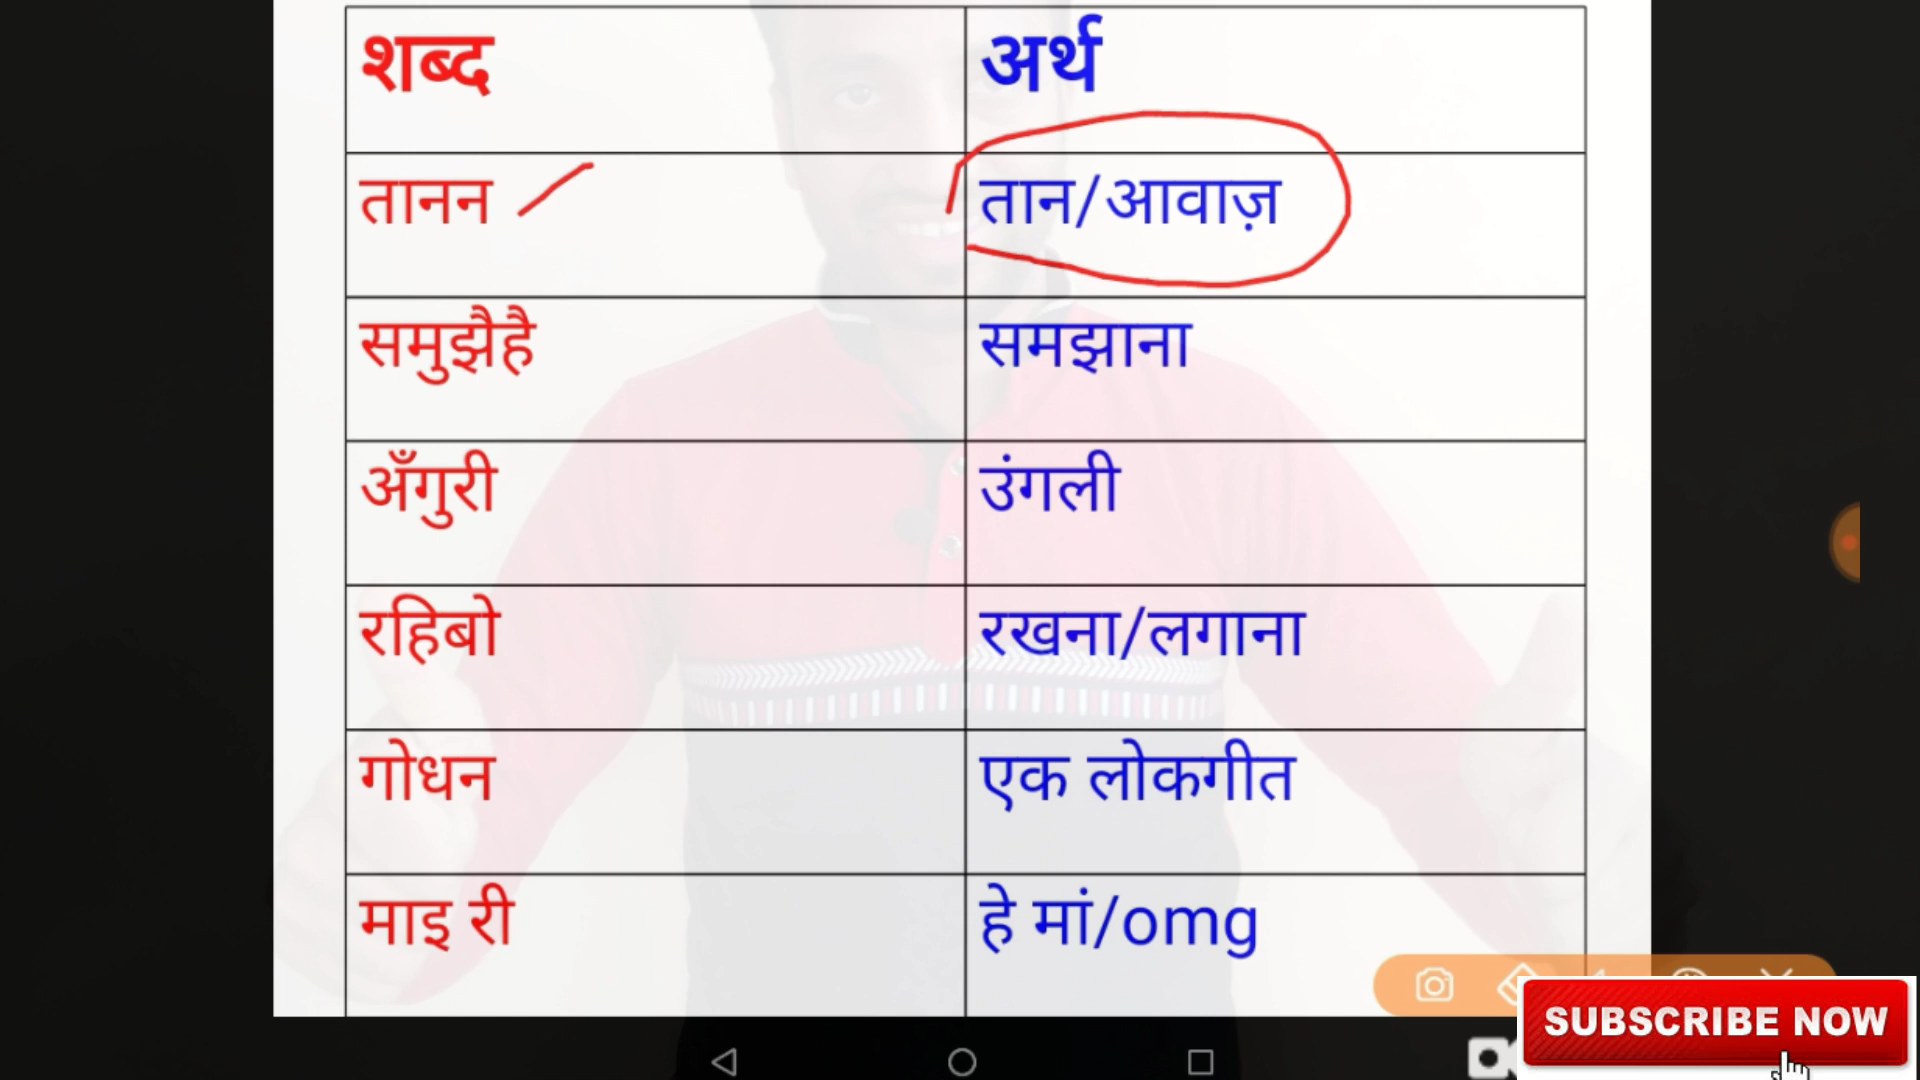 शब्द अर्थ
तानन तान/आवाज़
समुझैहै समझाना
अँगुरी उंगली
रहिबो रखना/लगाना
गोधन एक लोकगीत
माइ री हे मां/omg
SUBSCRIBE NOW